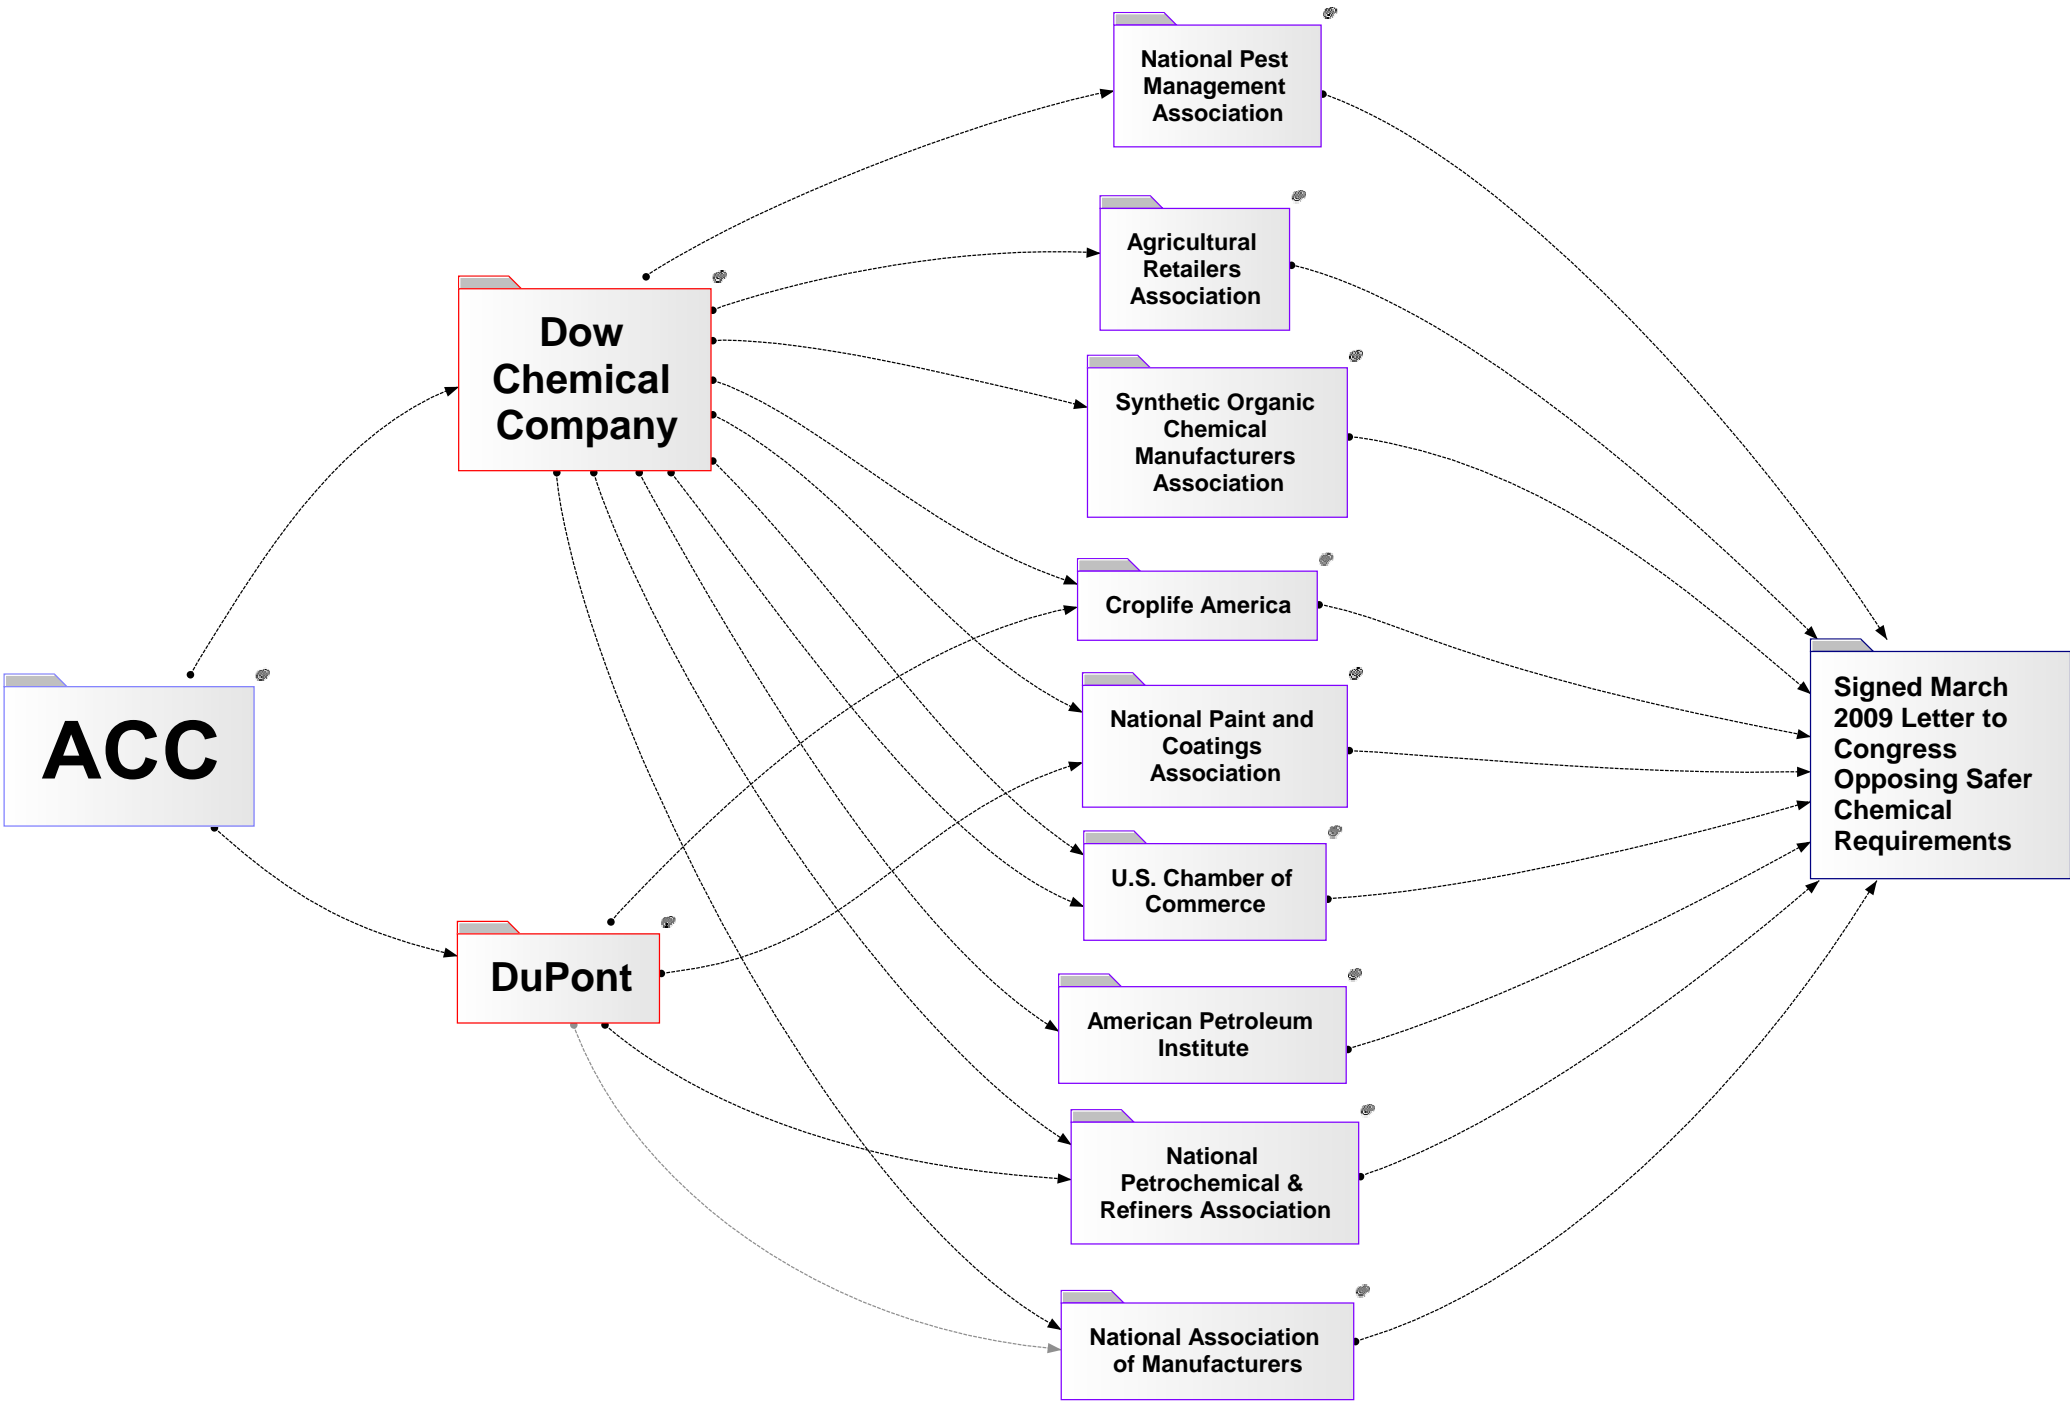 ACC
Dow
Chemical
Company
DuPont
National Pest
Management
Association
Agricultural
Retailers
Association
Synthetic Organic
Chemical
Manufacturers
Association
Croplife America
National Paint and
Coatings
Association
U.S. Chamber of
Commerce
American Petroleum
Institute
National
Petrochemical &
Refiners Association
National Association
of Manufacturers
Signed March
2009 Letter to
Congress
Opposing Safer
Chemical
Requirements